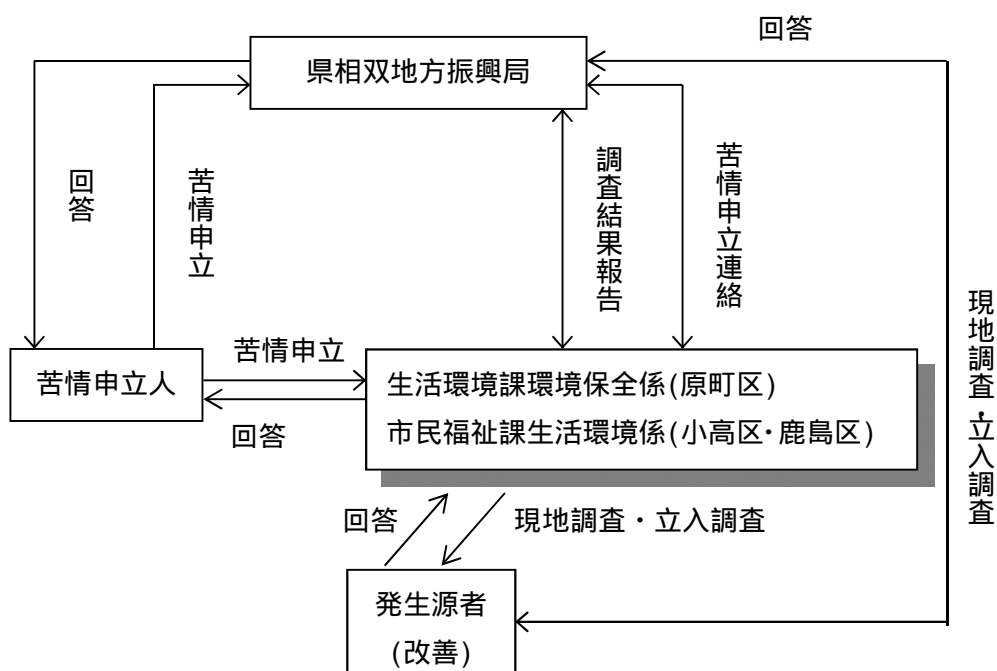 回答
県相双地方振興局
回答
苦情申立
調査結果報告
苦情申立連絡
現地調査・立入調査
苦情申立人
苦情申立
回答
生活環境課環境保全係(原町区)
市民福祉課生活環境係(小高区・鹿島区)
回答
現地調査・立入調査
発生源者
(改善)